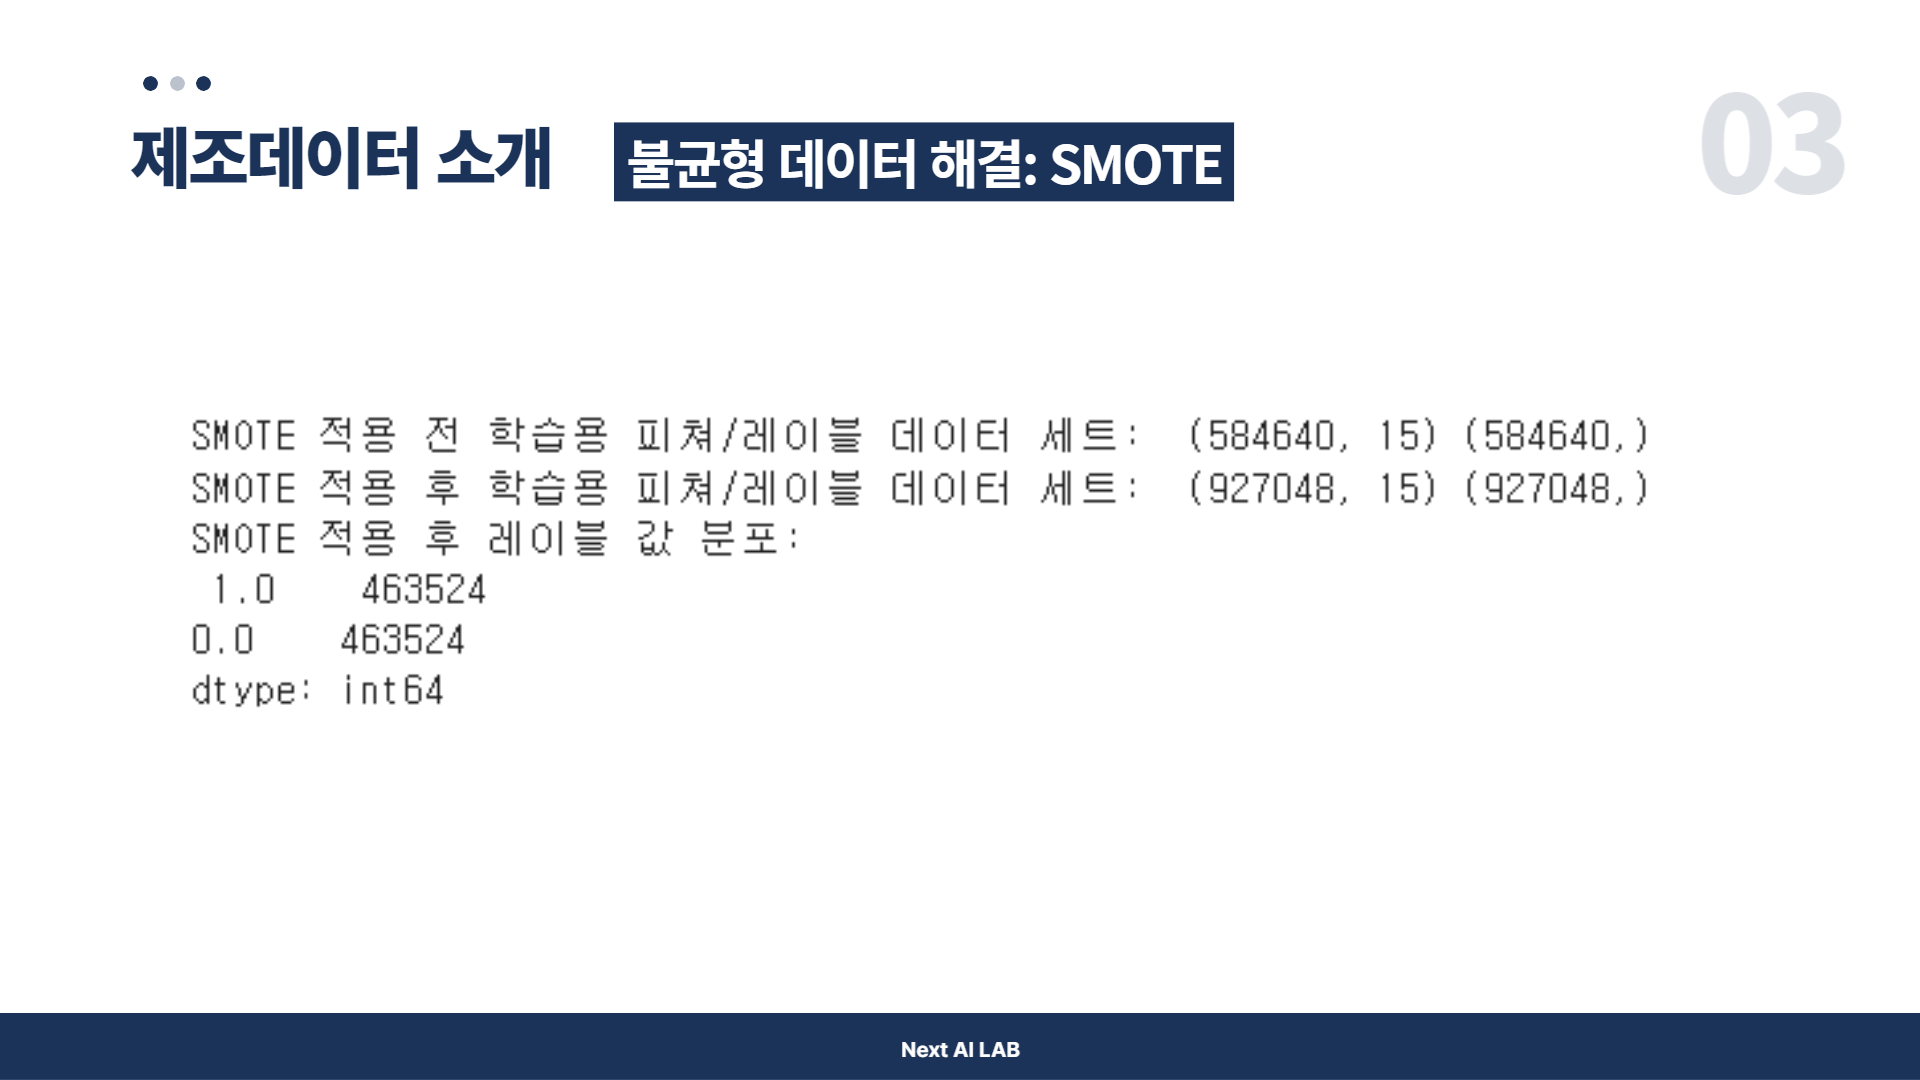 제조데이터 소개
불균형 데이터 해결: SMOTE
03
SMOTE 적용 전 학습용 피쳐/레이블 데이터 세트:  (584640, 15) (584640,)
SMOTE 적용 후 학습용 피쳐/레이블 데이터 세트:  (927048, 15) (927048,)
SMOTE 적용 후 레이블 값 분포:
 1.0    463524
0.0    463524
dtype: int64
Next AI LAB